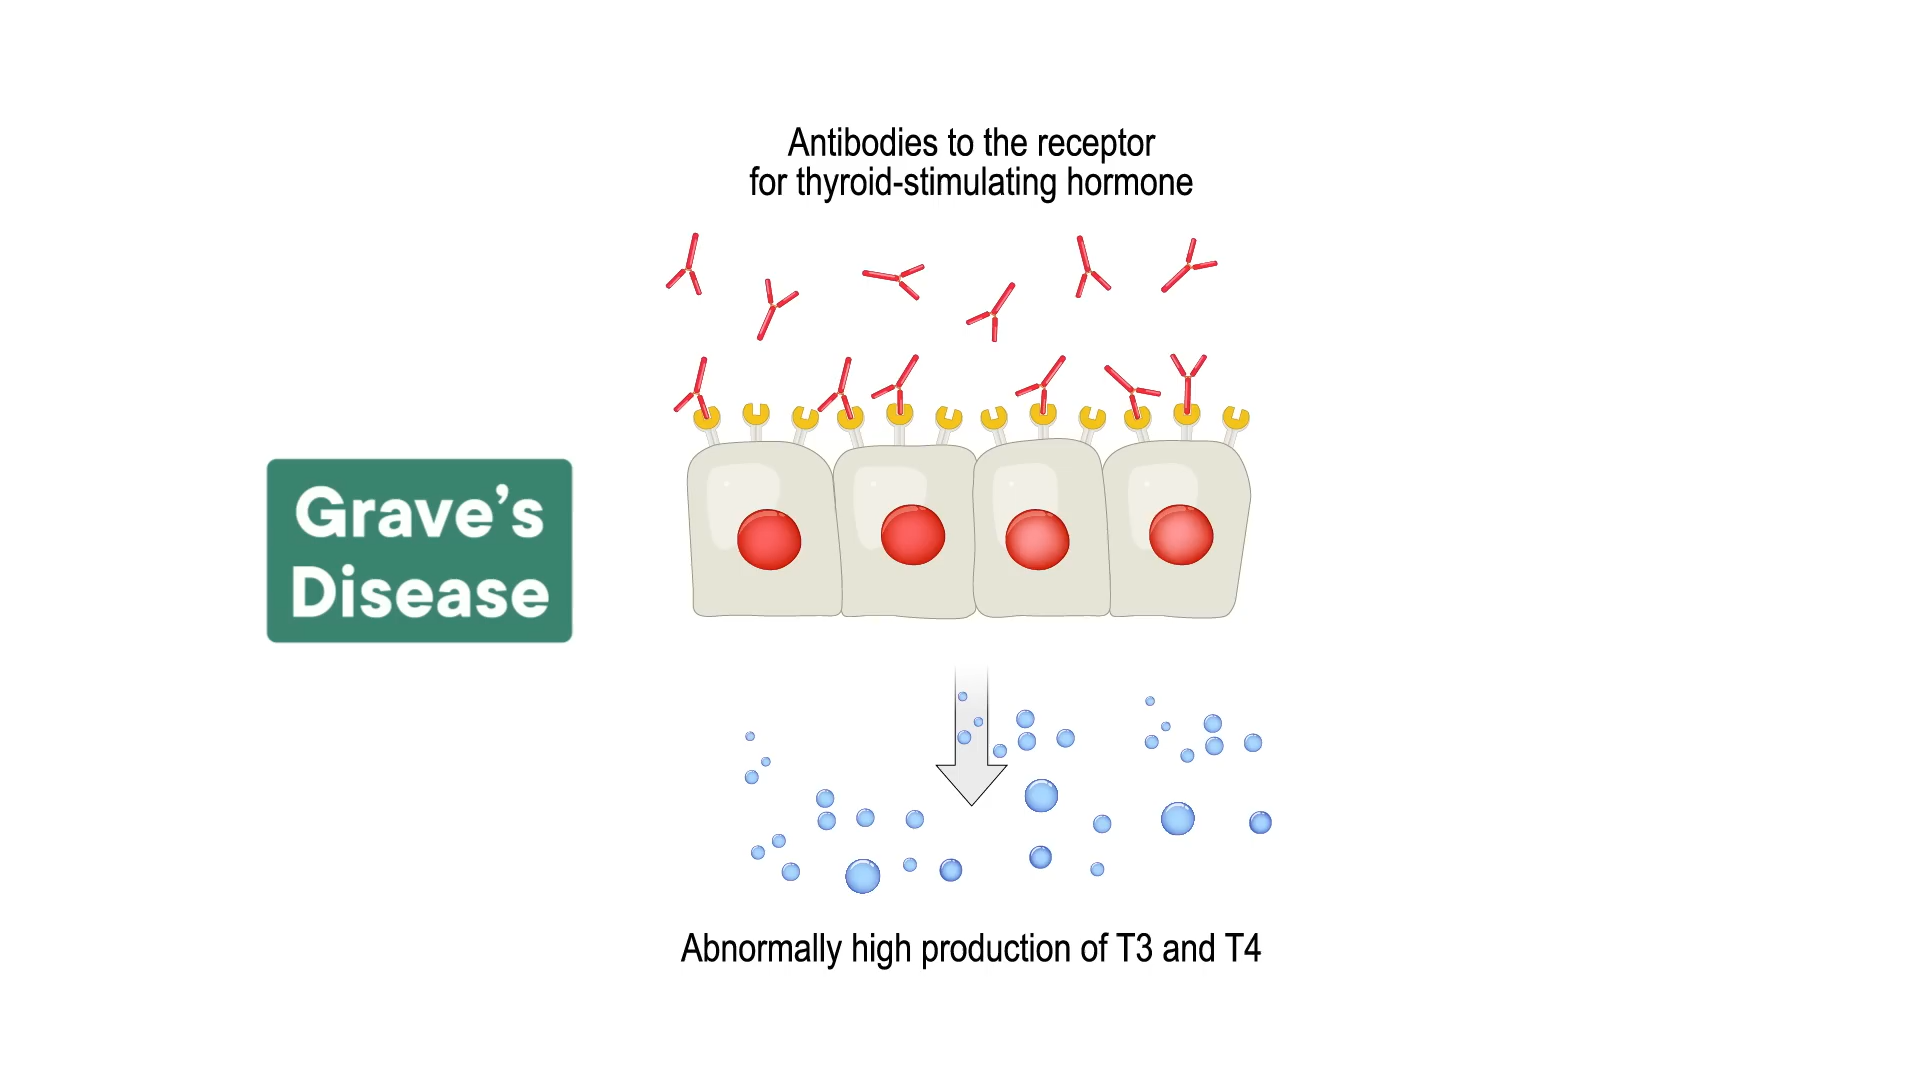 Antibodies to the receptor
for thyroid-stimulating hormone
Grave’s
Disease
Abnormally high production of T3 and T4